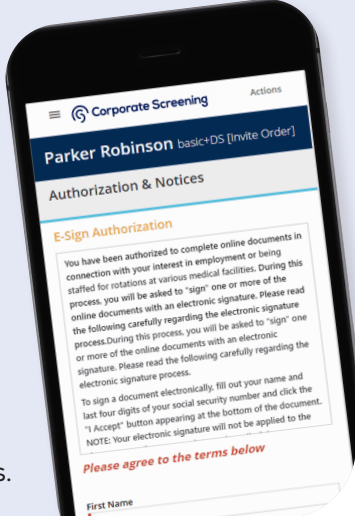 Corporate Screening
Actions
Parker Robinson basic+DS [Invite Order]
Authorization & Notices
E-Sign Authorization
You have been authorized to complete online documents in
connection with your interest in employment or being
staffed for rotations at various medical facilities. During this
process, you will be asked to "sign" one or more of the
online documents with an electronic signature. Please read
the following carefully regarding the electronic signature
process.During this process, you will be asked to "sign" one
or more of the online documents with an electronic
signature. Please read the following carefully regarding the
electronic signature process.
To sign a document electronically, fill out your name and
last four digits of your social security number and click the
"I Accept" button appearing at the bottom of the document.
NOTE: Your electronic signature will not be applied to the
Please agree to the terms below
s.
First Name